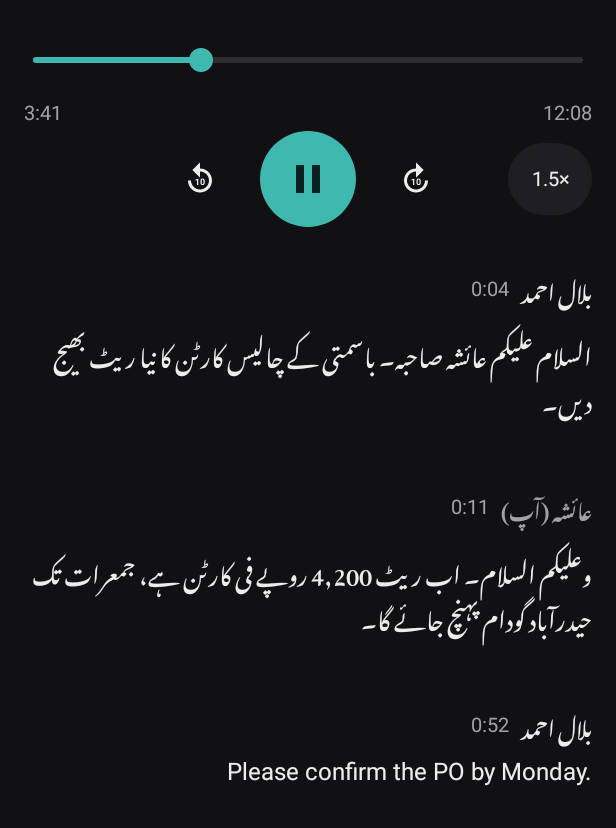 3:41
12:08
10
10
1.5×
بلال احمد 0:04
السلام علیکم عائشہ صاحبہ۔ باسمتی کے چالیس کارٹن کا نیا ریٹ بھیج
دیں۔
عائشہ (آپ) 0:11
وعلیکم السلام۔ اب ریٹ 4,200 روپے فی کارٹن ہے، جمعرات تک
حیدرآباد گودام پہنچ جائے گا۔
بلال احمد 0:52
Please confirm the PO by Monday.